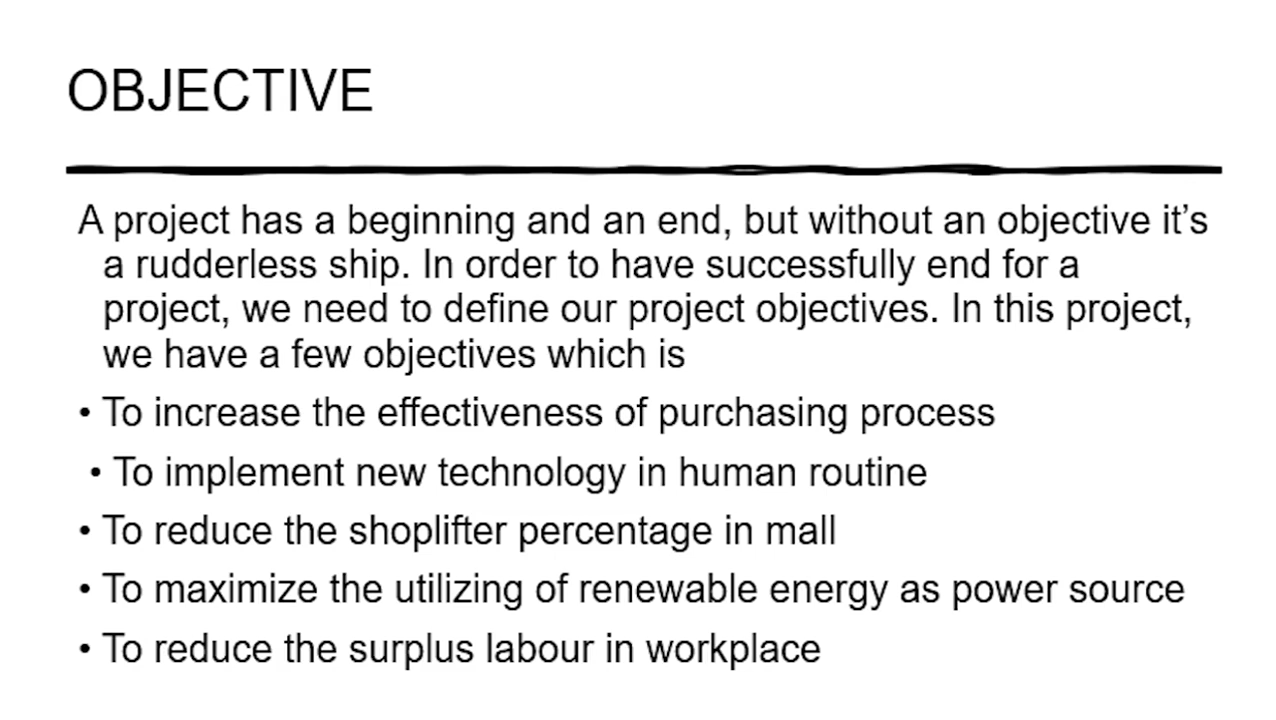 OBJECTIVE
A project has a beginning and an end, but without an objective it’s
a rudderless ship. In order to have successfully end for a
project, we need to define our project objectives. In this project,
we have a few objectives which is
• To increase the effectiveness of purchasing process
• To implement new technology in human routine
• To reduce the shoplifter percentage in mall
• To maximize the utilizing of renewable energy as power source
• To reduce the surplus labour in workplace